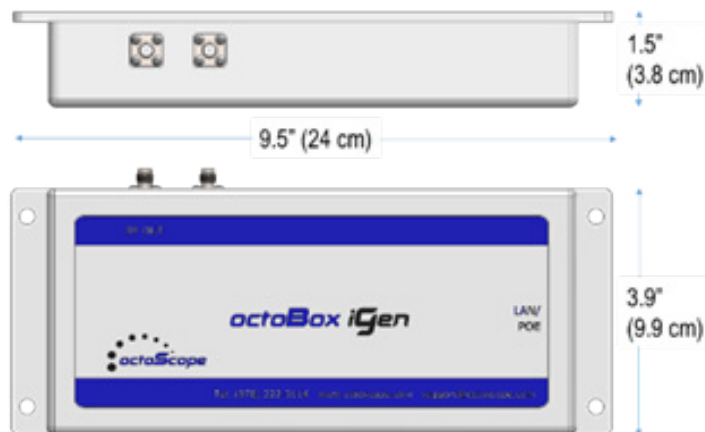 1.5"
(3.8 cm)
9.5" (24 cm)
octoBox iGen
LAN/
POE
3.9"
(9.9 cm)
octoScope